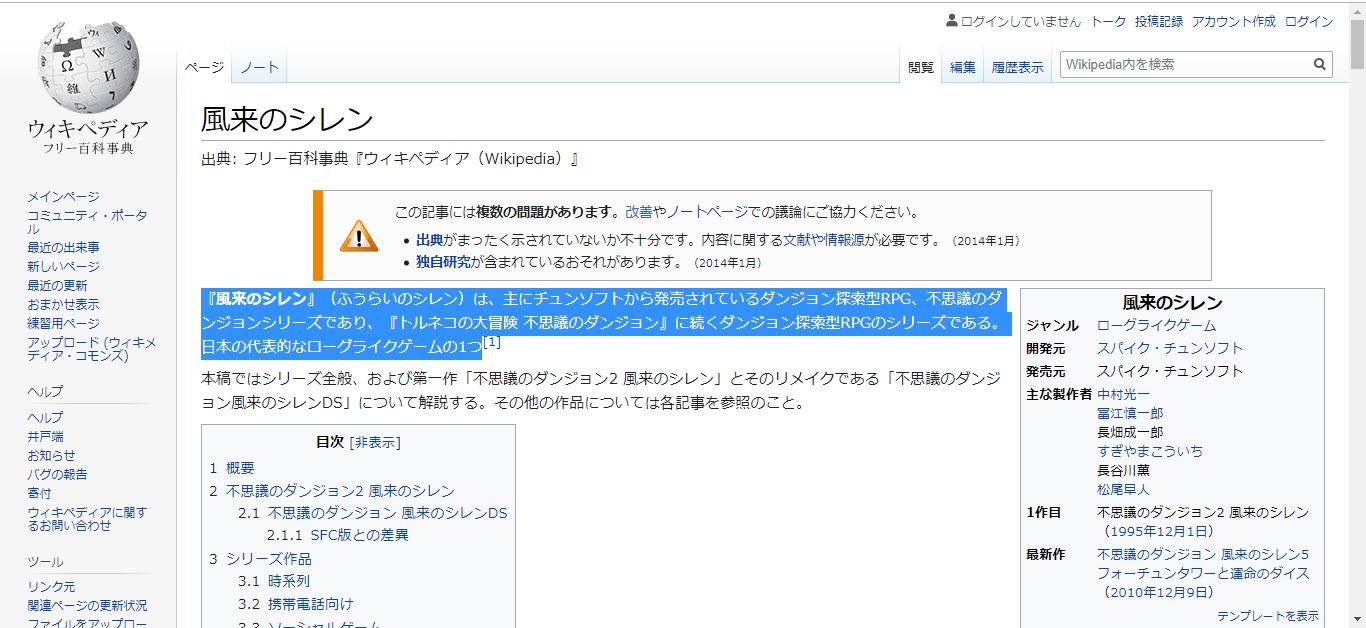 ログインしていません トーク 投稿記録 アカウント作成 ログイン
ページ ノート 閲覧 編集 履歴表示 Wikipedia内を検索
ウィキペディア
フリー百科事典
メインページ
コミュニティ・ポータ
ル
最近の出来事
新しいページ
最近の更新
おまかせ表示
練習用ページ
アップロード (ウィキメ
ディア・コモンズ)
ヘルプ
ヘルプ
井戸端
お知らせ
バグの報告
寄付
ウィキペディアに関す
るお問い合わせ
ツール
リンク元
関連ページの更新状況
ファイルをアップロー
風来のシレン
出典: フリー百科事典『ウィキペディア（Wikipedia）』
この記事には複数の問題があります。改善やノートページでの議論にご協力ください。
• 出典がまったく示されていないか不十分です。内容に関する文献や情報源が必要です。（2014年1月）
• 独自研究が含まれているおそれがあります。（2014年1月）
『風来のシレン』（ふうらいのシレン）は、主にチュンソフトから発売されているダンジョン探索型RPG、不思議のダ
ンジョンシリーズであり、『トルネコの大冒険 不思議のダンジョン』に続くダンジョン探索型RPGのシリーズである。
日本の代表的なローグライクゲームの1つ[1]
本稿ではシリーズ全般、および第一作「不思議のダンジョン2 風来のシレン」とそのリメイクである「不思議のダンジ
ョン風来のシレンDS」について解説する。その他の作品については各記事を参照のこと。
目次 [非表示]
1 概要
2 不思議のダンジョン2 風来のシレン
2.1 不思議のダンジョン 風来のシレンDS
2.1.1 SFC版との差異
3 シリーズ作品
3.1 時系列
3.2 携帯電話向け
3.3 ソーシャルゲーム
風来のシレン
ジャンル ローグライクゲーム
開発元 スパイク・チュンソフト
発売元 スパイク・チュンソフト
主な製作者 中村光一
冨江慎一郎
長畑成一郎
すぎやまこういち
長谷川薫
松尾早人
1作目 不思議のダンジョン2 風来のシレン
（1995年12月1日）
最新作 不思議のダンジョン 風来のシレン5
フォーチュンタワーと運命のダイス
（2010年12月9日）
テンプレートを表示